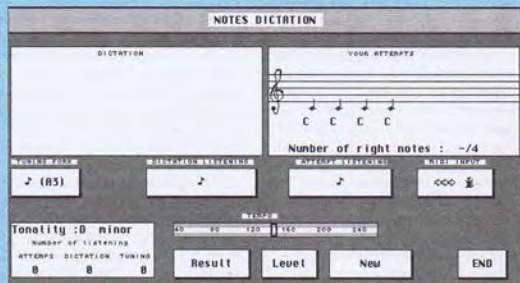 NOTES DICTATION
DICTATION
YOUR ATTEMPTS
C C C C
Number of right notes : -/4
TUNING FORK
DICTATION LISTENING
ATTEMPT LISTENING
MIDI INPUT
♪ (A3)
♪
♪
<<<
Tonality :D minor
Number of listening
ATTEMPS DICTATION TUNING
0 0 0
TEMPO
40 80 120 160 200 240
Result
Level
New
END